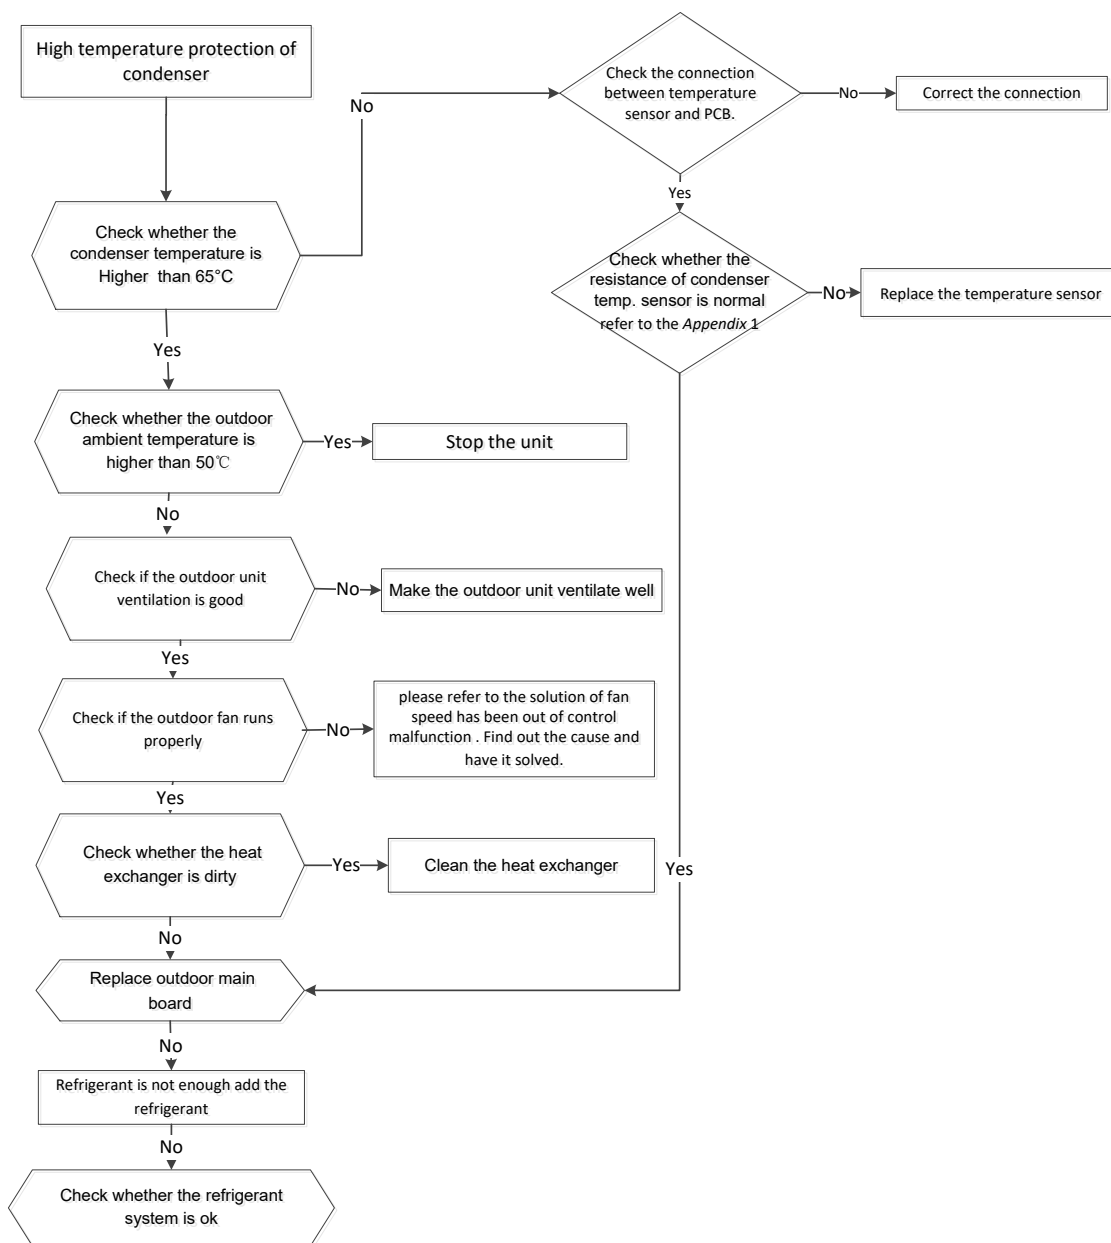 High temperature protection of
condenser
No
Check the connection
between temperature
sensor and PCB.
No
Correct the connection
Yes
Check whether the
condenser temperature is
Higher than 65°C
Check whether the
resistance of condenser
temp. sensor is normal
refer to the Appendix 1
No
Replace the temperature sensor
Yes
Check whether the outdoor
ambient temperature is
higher than 50℃
Yes
Stop the unit
No
Check if the outdoor unit
ventilation is good
No
Make the outdoor unit ventilate well
Yes
Check if the outdoor fan runs
properly
No
please refer to the solution of fan
speed has been out of control
malfunction . Find out the cause and
have it solved.
Yes
Check whether the heat
exchanger is dirty
Yes
Clean the heat exchanger
Yes
No
Replace outdoor main
board
No
Refrigerant is not enough add the
refrigerant
No
Check whether the refrigerant
system is ok